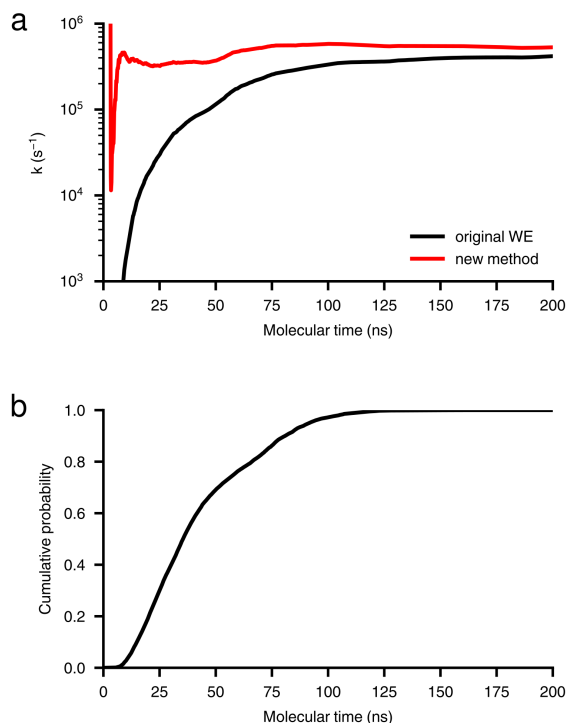 a
10⁶
10⁵
10⁴
10³
k (s⁻¹)
original WE
new method
0 25 50 75 100 125 150 175 200
Molecular time (ns)
b
1.0
0.8
0.6
0.4
0.2
0.0
Cumulative probability
0 25 50 75 100 125 150 175 200
Molecular time (ns)